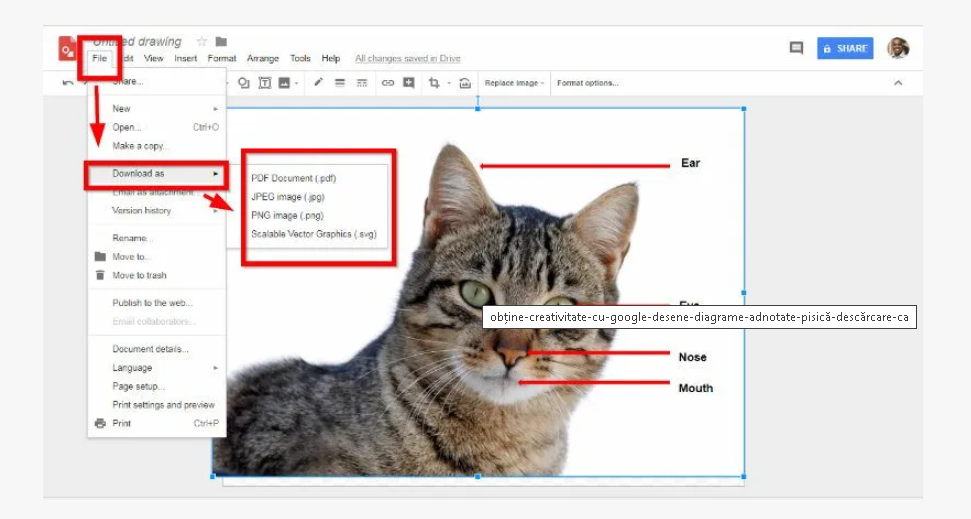 Untitled drawing
File Edit View Insert Format Arrange Tools Help All changes saved in Drive
SHARE
Replace image Format options...
Share...
New
Open... Ctrl+O
Make a copy...
Download as
Email as attachment
Version history
Rename...
Move to...
Move to trash
Publish to the web...
Email collaborators...
Document details...
Language
Page setup...
Print settings and preview
Print Ctrl+P
PDF Document (.pdf)
JPEG image (.jpg)
PNG image (.png)
Scalable Vector Graphics (.svg)
Ear
Eye
obține-creativitate-cu-google-desene-diagrame-adnotate-pisică-descărcare-ca
Nose
Mouth